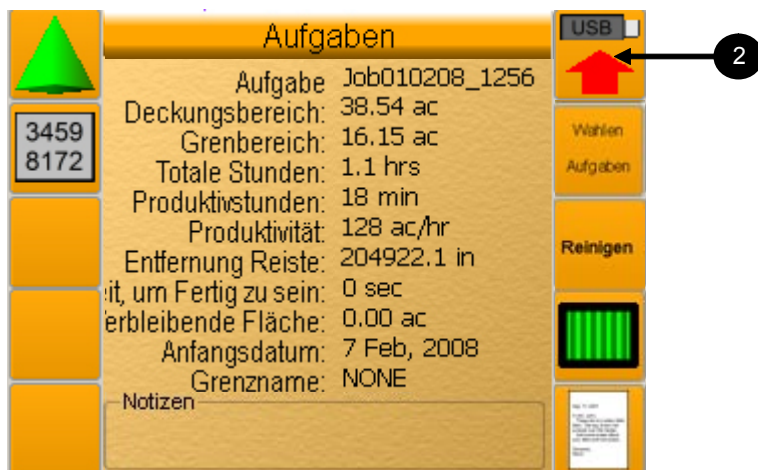 Aufgaben
USB
2
3459
8172
Aufgabe Job010208_1256
Deckungsbereich: 38.54 ac
Grenbereich: 16.15 ac
Totale Stunden: 1.1 hrs
Produktivstunden: 18 min
Produktivität: 128 ac/hr
Entfernung Reiste: 204922.1 in
it, um Fertig zu sein: 0 sec
erbleibende Fläche: 0.00 ac
Anfangsdatum: 7 Feb, 2008
Grenzname: NONE
Notizen
Wahlen
Aufgaben
Reinigen